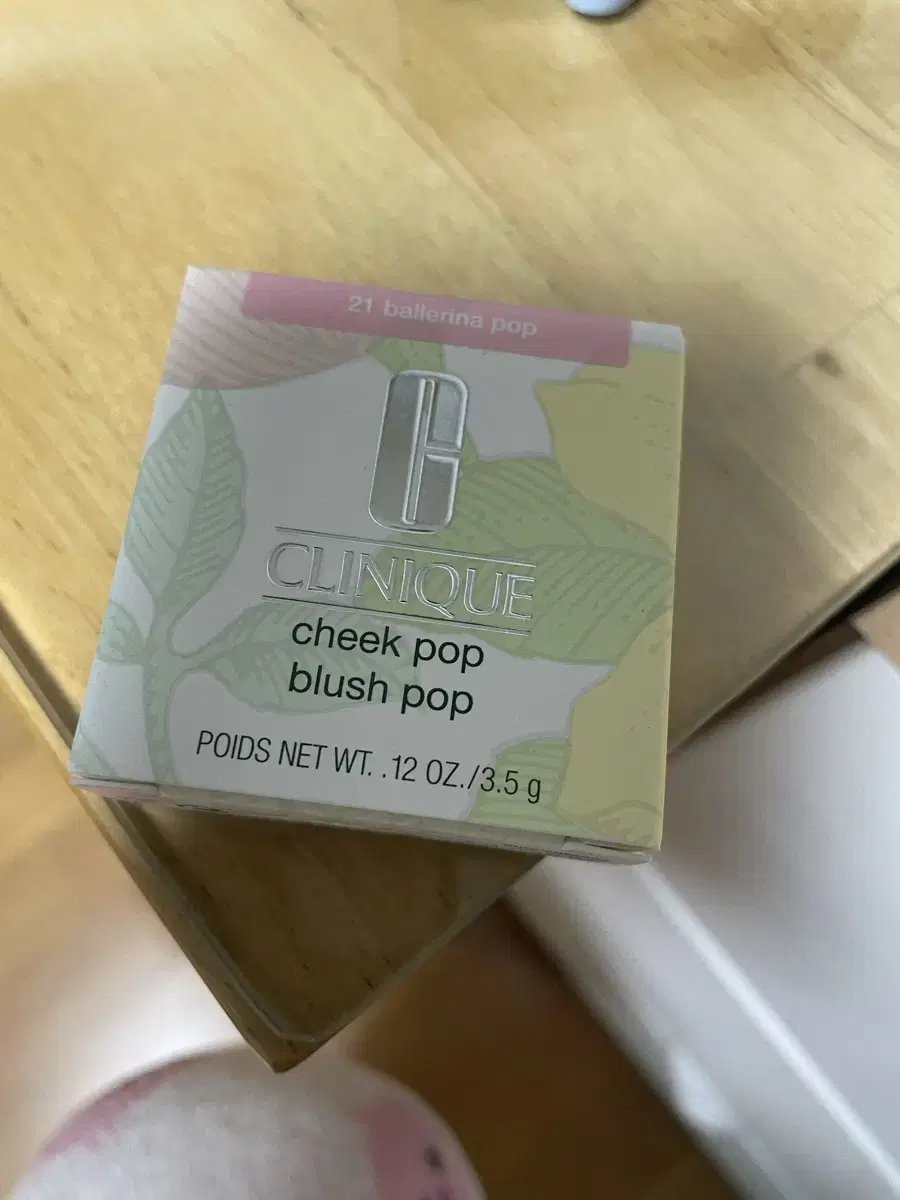 21 ballerina pop
CLINIQUE
cheek pop
blush pop
POIDS NET WT. .12 OZ./3.5 g